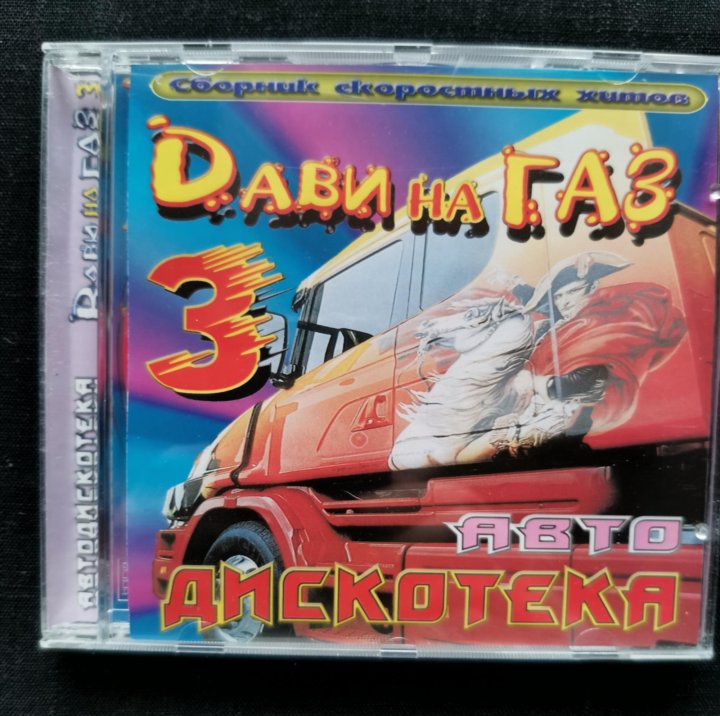 Сборник скоростных хитов
Дави на ГАЗ
3
АВТО
ДИСКОТЕКА
АВТОДИСКОТЕКА Дави на ГАЗ 3